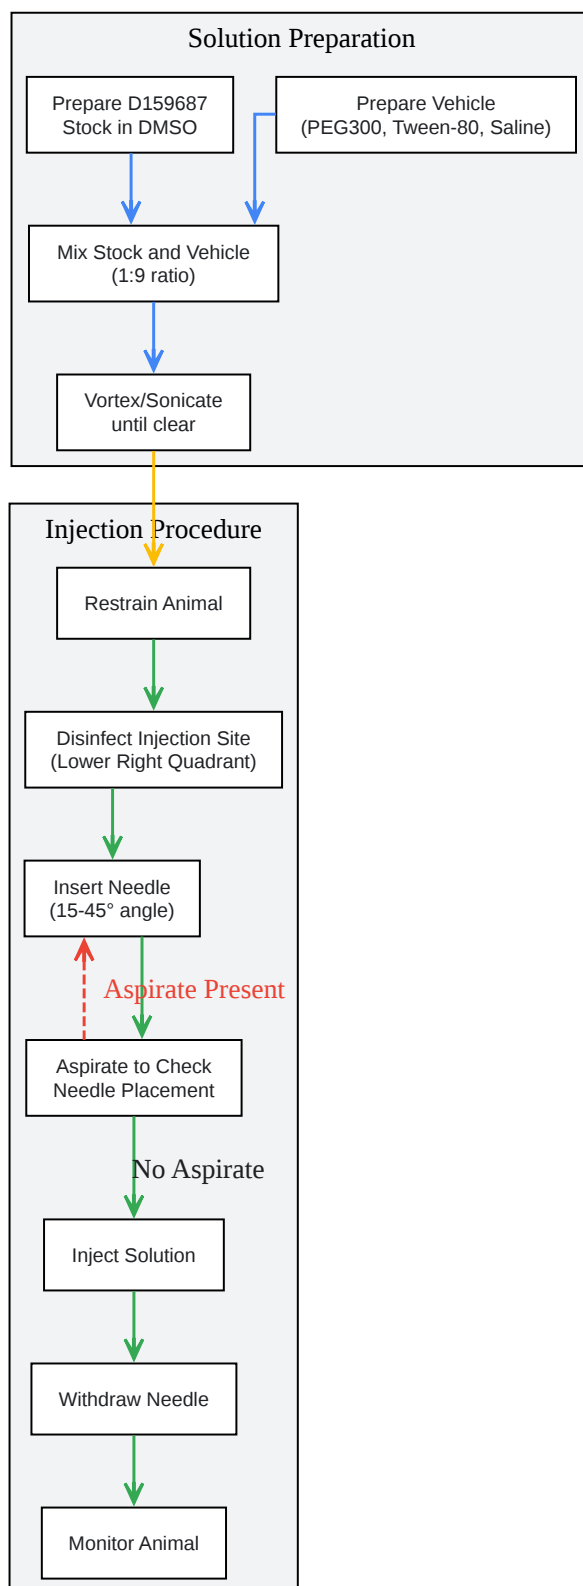 Solution Preparation
Prepare D159687
Stock in DMSO
Prepare Vehicle
(PEG300, Tween-80, Saline)
Mix Stock and Vehicle
(1:9 ratio)
Vortex/Sonicate
until clear
Injection Procedure
Restrain Animal
Disinfect Injection Site
(Lower Right Quadrant)
Insert Needle
(15-45° angle)
Aspirate Present
Aspirate to Check
Needle Placement
No Aspirate
Inject Solution
Withdraw Needle
Monitor Animal